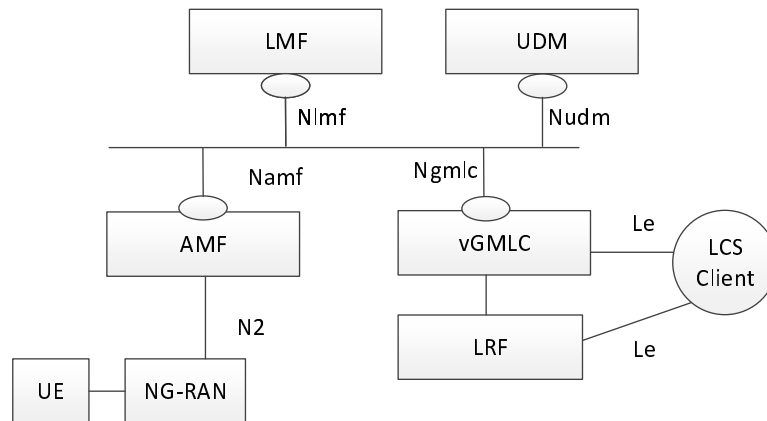 LMF
UDM
Nlmf
Nudm
Namf
Ngmlc
AMF
vGMLC
Le
LCS
Client
N2
LRF
Le
UE
NG-RAN